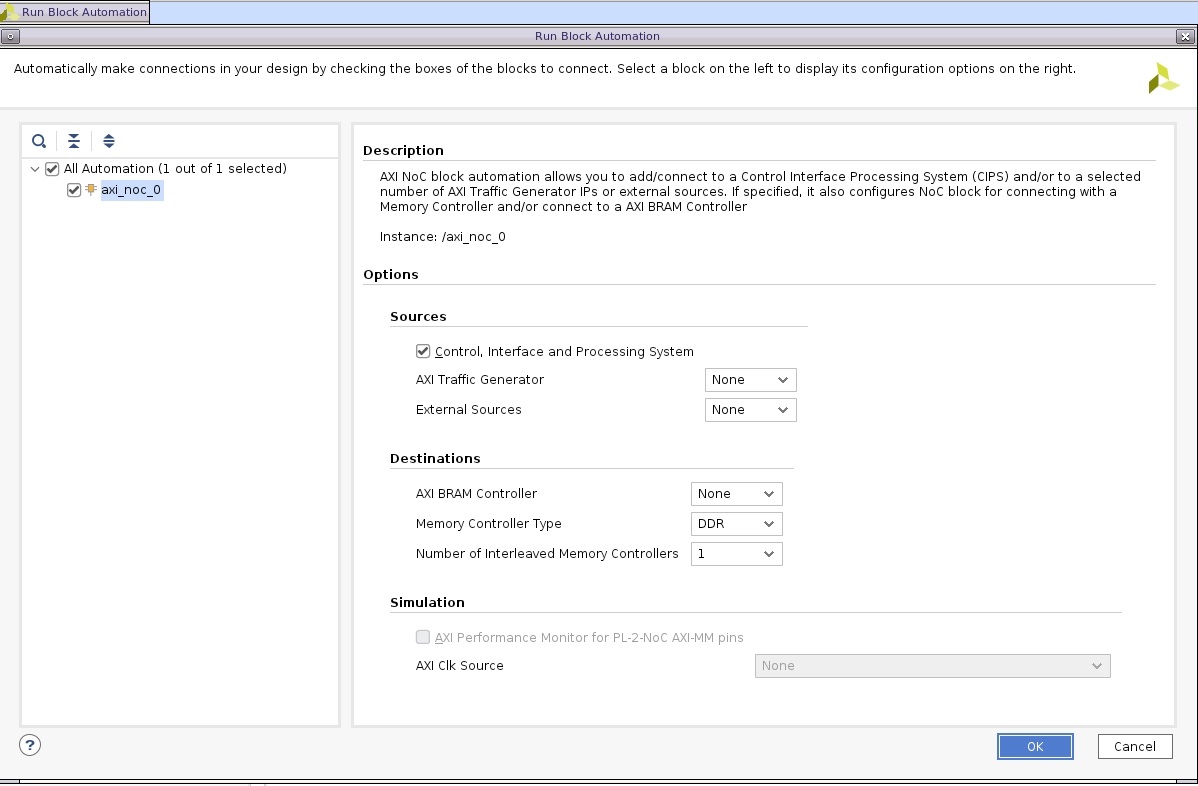 Run Block Automation
Run Block Automation
Automatically make connections in your design by checking the boxes of the blocks to connect. Select a block on the left to display its configuration options on the right.
All Automation (1 out of 1 selected)
axi_noc_0
Description
AXI NoC block automation allows you to add/connect to a Control Interface Processing System (CIPS) and/or to a selected
number of AXI Traffic Generator IPs or external sources. If specified, it also configures NoC block for connecting with a
Memory Controller and/or connect to a AXI BRAM Controller
Instance: /axi_noc_0
Options
Sources
Control, Interface and Processing System
AXI Traffic Generator None
External Sources None
Destinations
AXI BRAM Controller None
Memory Controller Type DDR
Number of Interleaved Memory Controllers 1
Simulation
AXI Performance Monitor for PL-2-NoC AXI-MM pins
AXI Clk Source None
?
OK Cancel